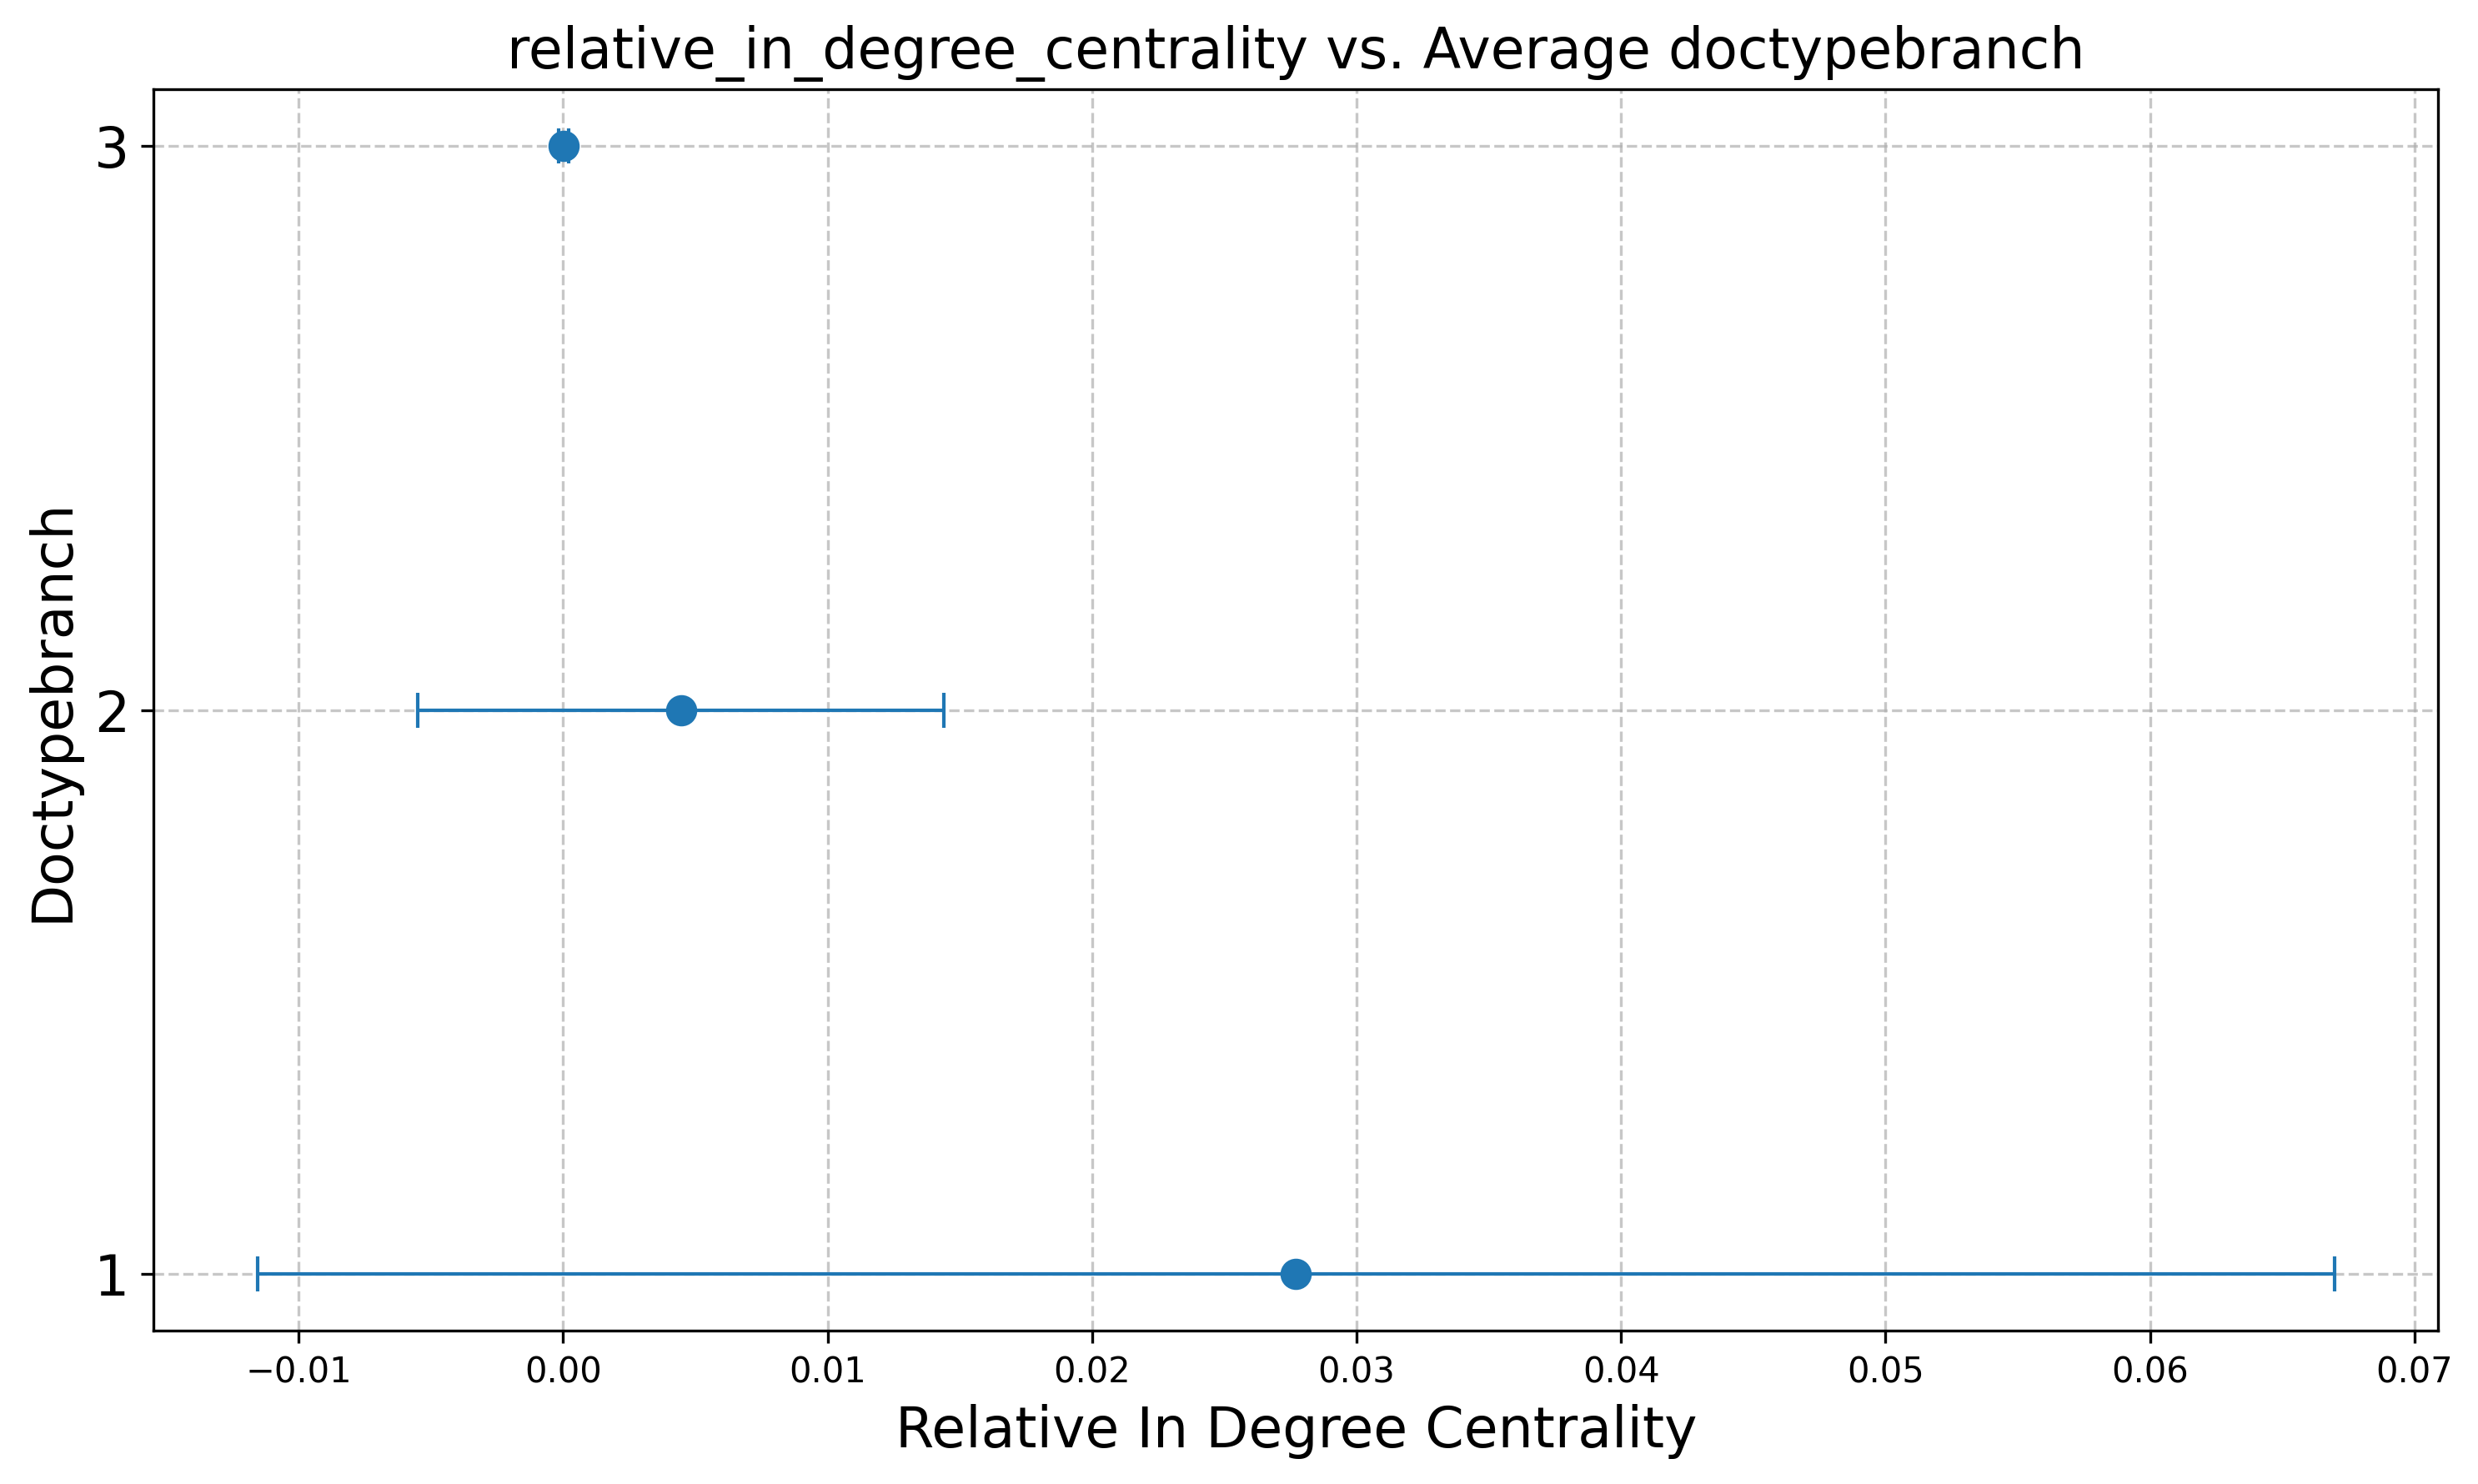 relative_in_degree_centrality vs. Average doctypebranch
Doctypebranch
3
2
1
−0.01 0.00 0.01 0.02 0.03 0.04 0.05 0.06 0.07
Relative In Degree Centrality